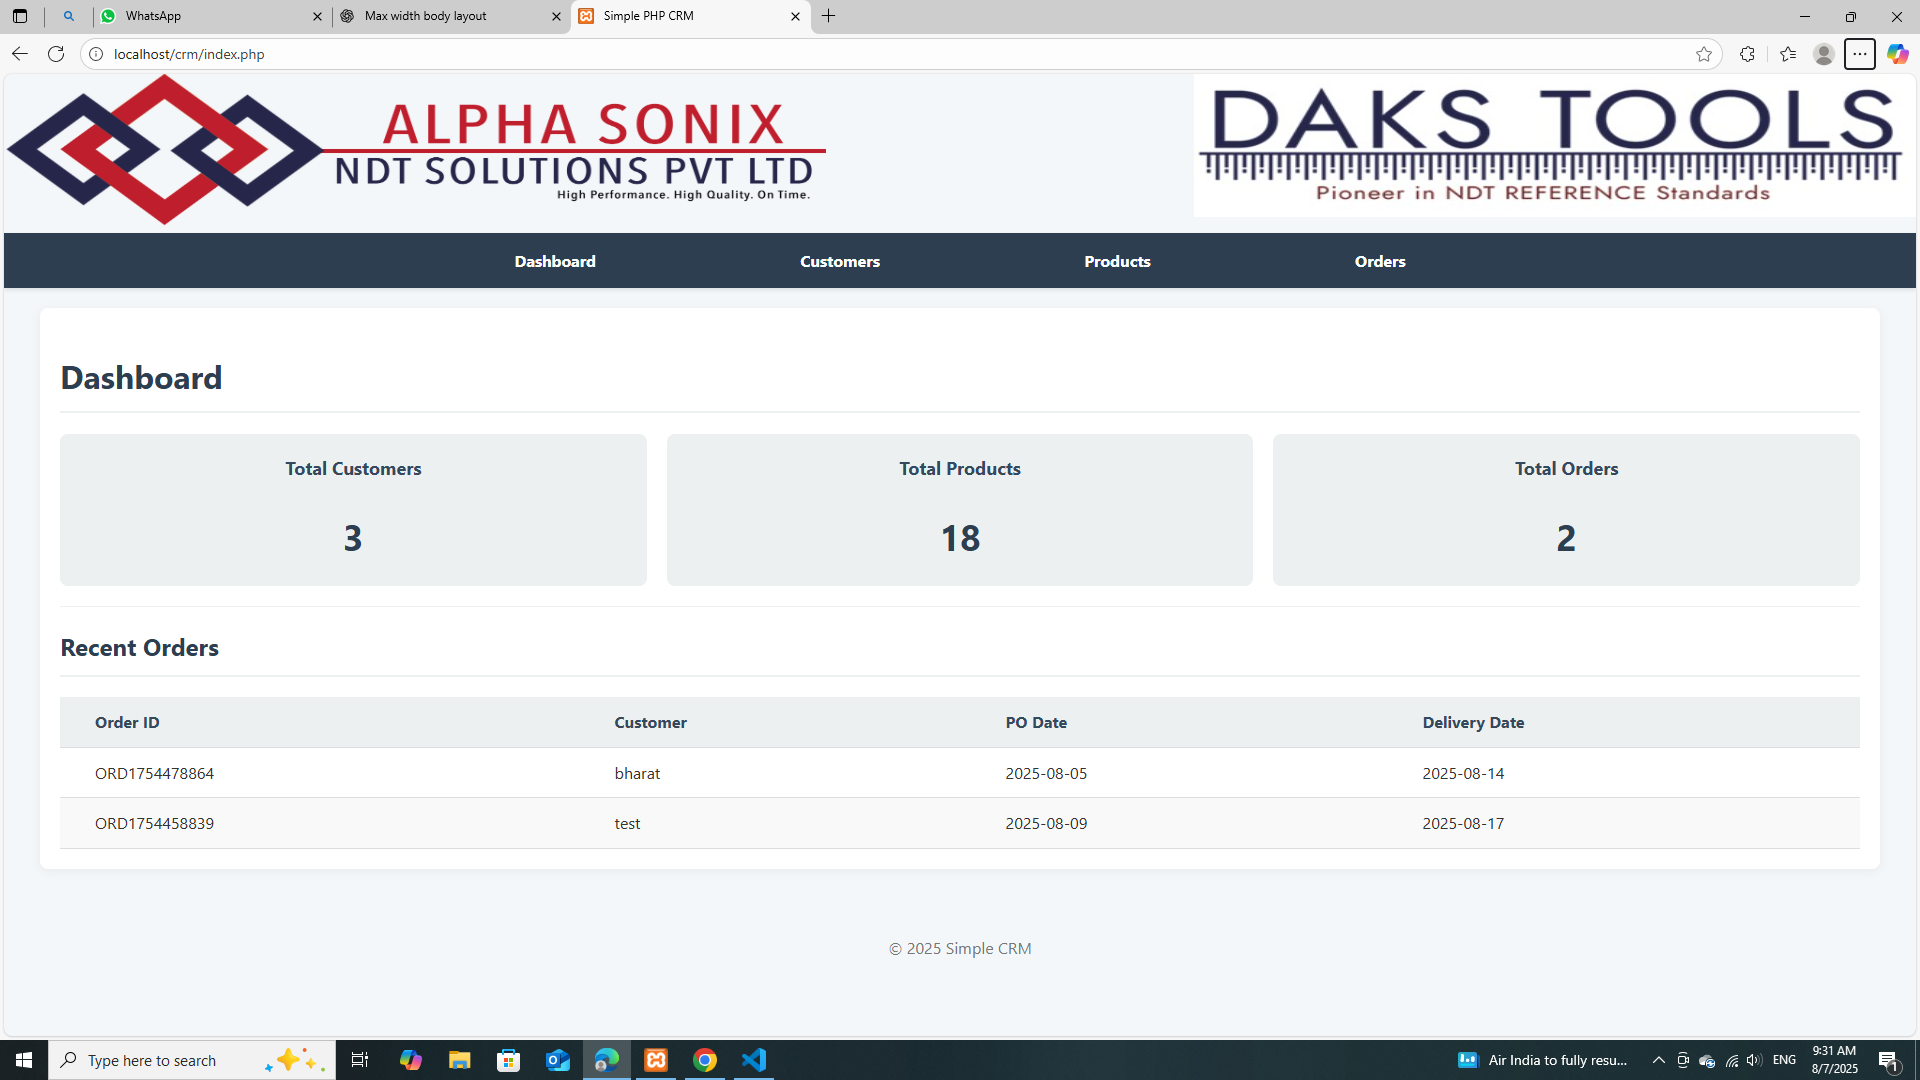 WhatsApp
Max width body layout
Simple PHP CRM
localhost/crm/index.php
ALPHA SONIX
NDT SOLUTIONS PVT LTD
High Performance. High Quality. On Time.
DAKS TOOLS
Pioneer in NDT REFERENCE Standards
Dashboard Customers Products Orders
Dashboard
Total Customers Total Products Total Orders
3 18 2
Recent Orders
Order ID Customer PO Date Delivery Date
ORD1754478864 bharat 2025-08-05 2025-08-14
ORD1754458839 test 2025-08-09 2025-08-17
© 2025 Simple CRM
Type here to search
Air India to fully resu...
ENG
9:31 AM
8/7/2025
1